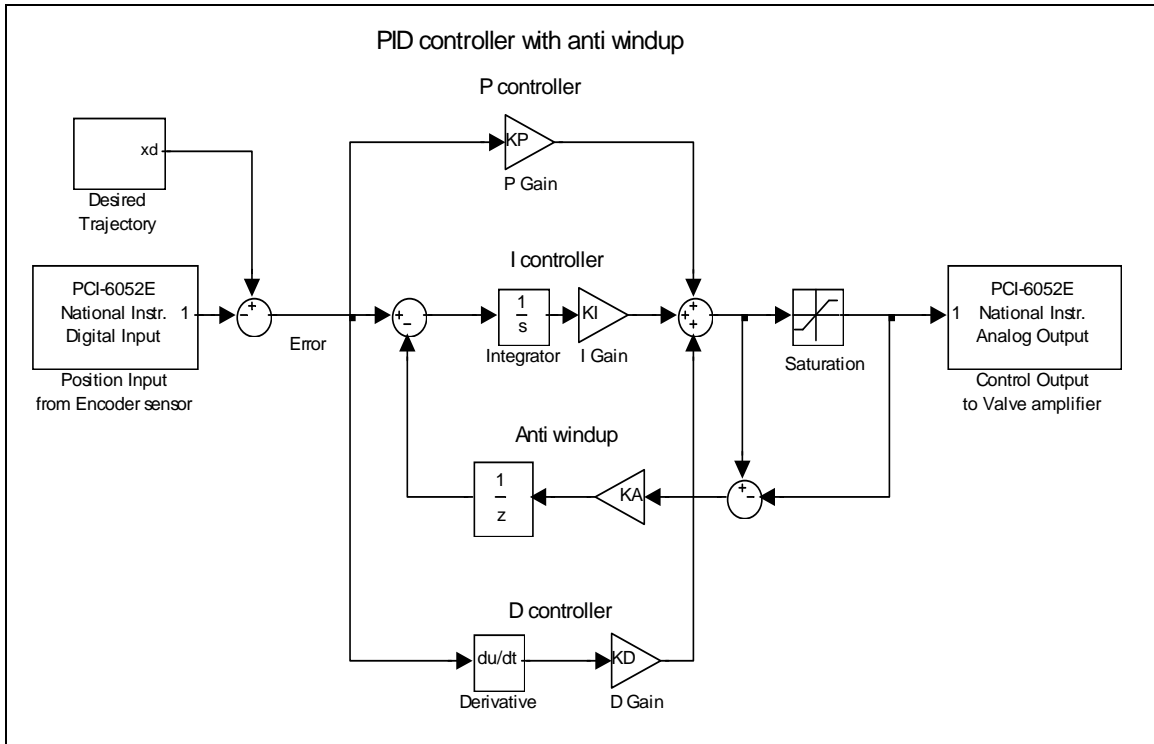 PID controller with anti windup
P controller
KP
P Gain
xd
Desired
Trajectory
PCI-6052E
National Instr.
Digital Input
1
Position Input
from Encoder sensor
+
-
Error
+
-
I controller
1
s
Integrator
KI
I Gain
+
+
+
Saturation
1
PCI-6052E
National Instr.
Analog Output
Control Output
to Valve amplifier
Anti windup
1
z
KA
+
-
D controller
du/dt
Derivative
KD
D Gain